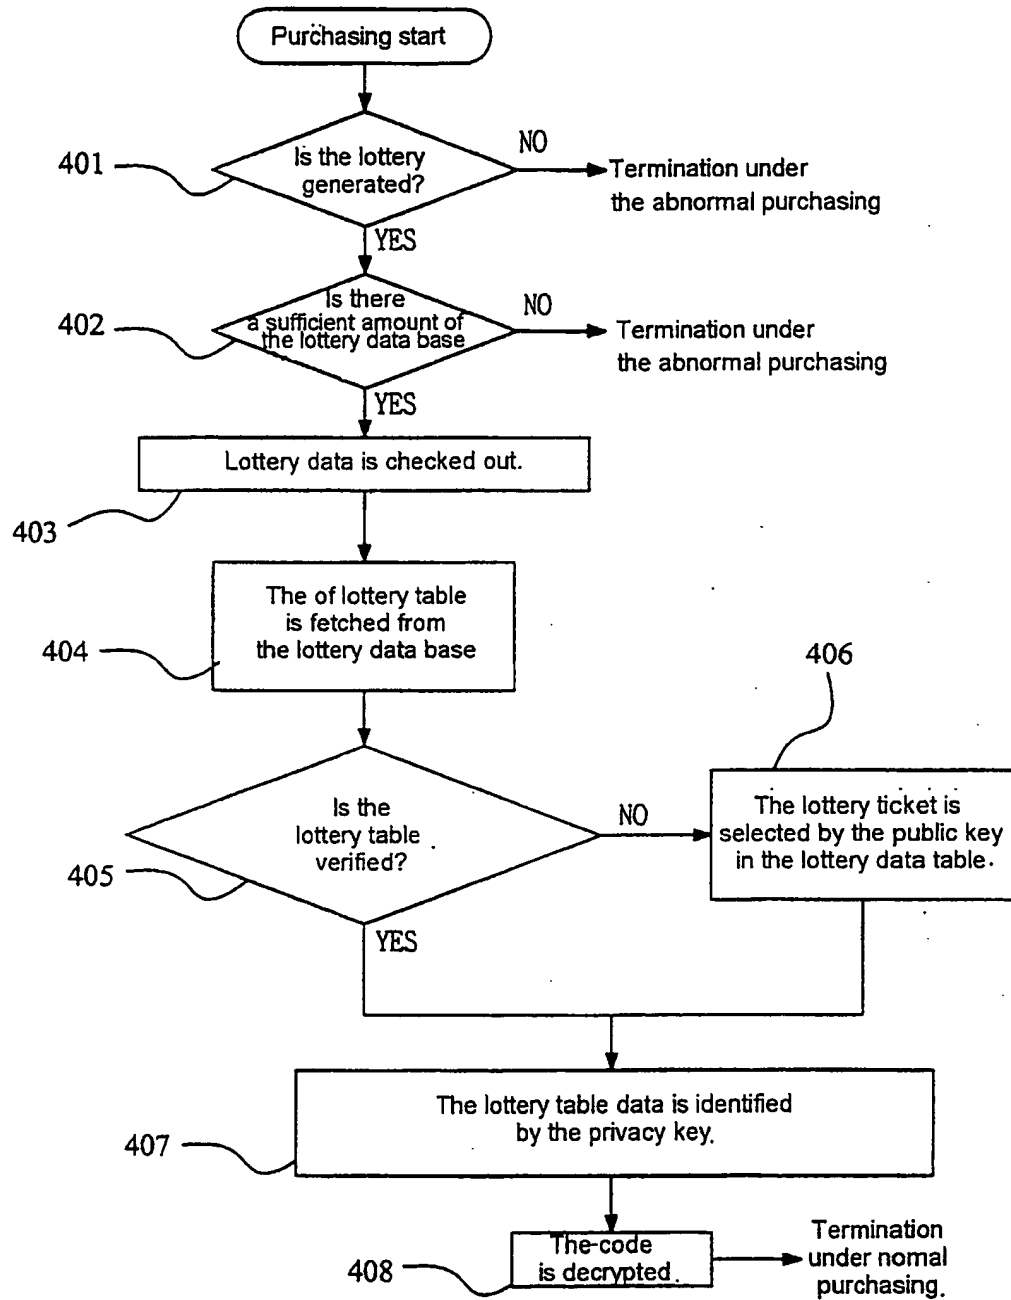 Purchasing start
401
Is the lottery
generated?
NO
Termination under
the abnormal purchasing
YES
402
Is there
a sufficient amount of
the lottery data base
NO
Termination under
the abnormal purchasing
YES
Lottery data is checked out.
403
The of lottery table
is fetched from
the lottery data base
404
406
Is the
lottery table
verified?
405
NO
The lottery ticket is
selected by the public key
in the lottery data table.
YES
The lottery table data is identified
by the privacy key.
407
The code
is decrypted.
408
Termination
under nomal
purchasing.